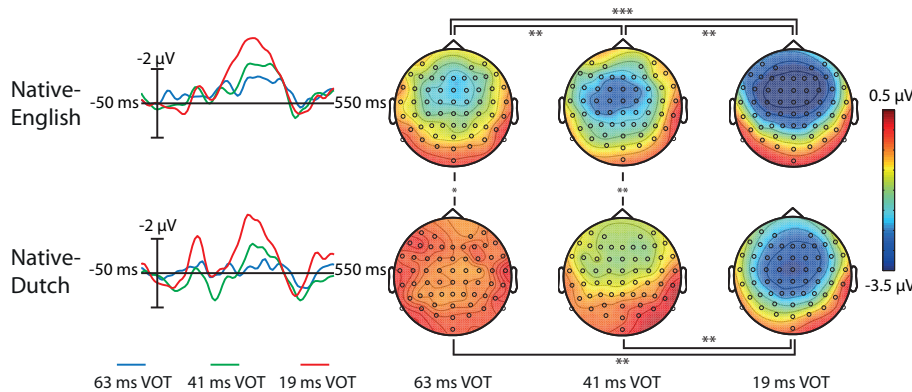 ***
** **
-2 µV
Native-
English
-50 ms 550 ms
0.5 µV
* **
-2 µV
Native-
Dutch
-50 ms 550 ms
-3.5 µV
**
**
63 ms VOT 41 ms VOT 19 ms VOT 63 ms VOT 41 ms VOT 19 ms VOT